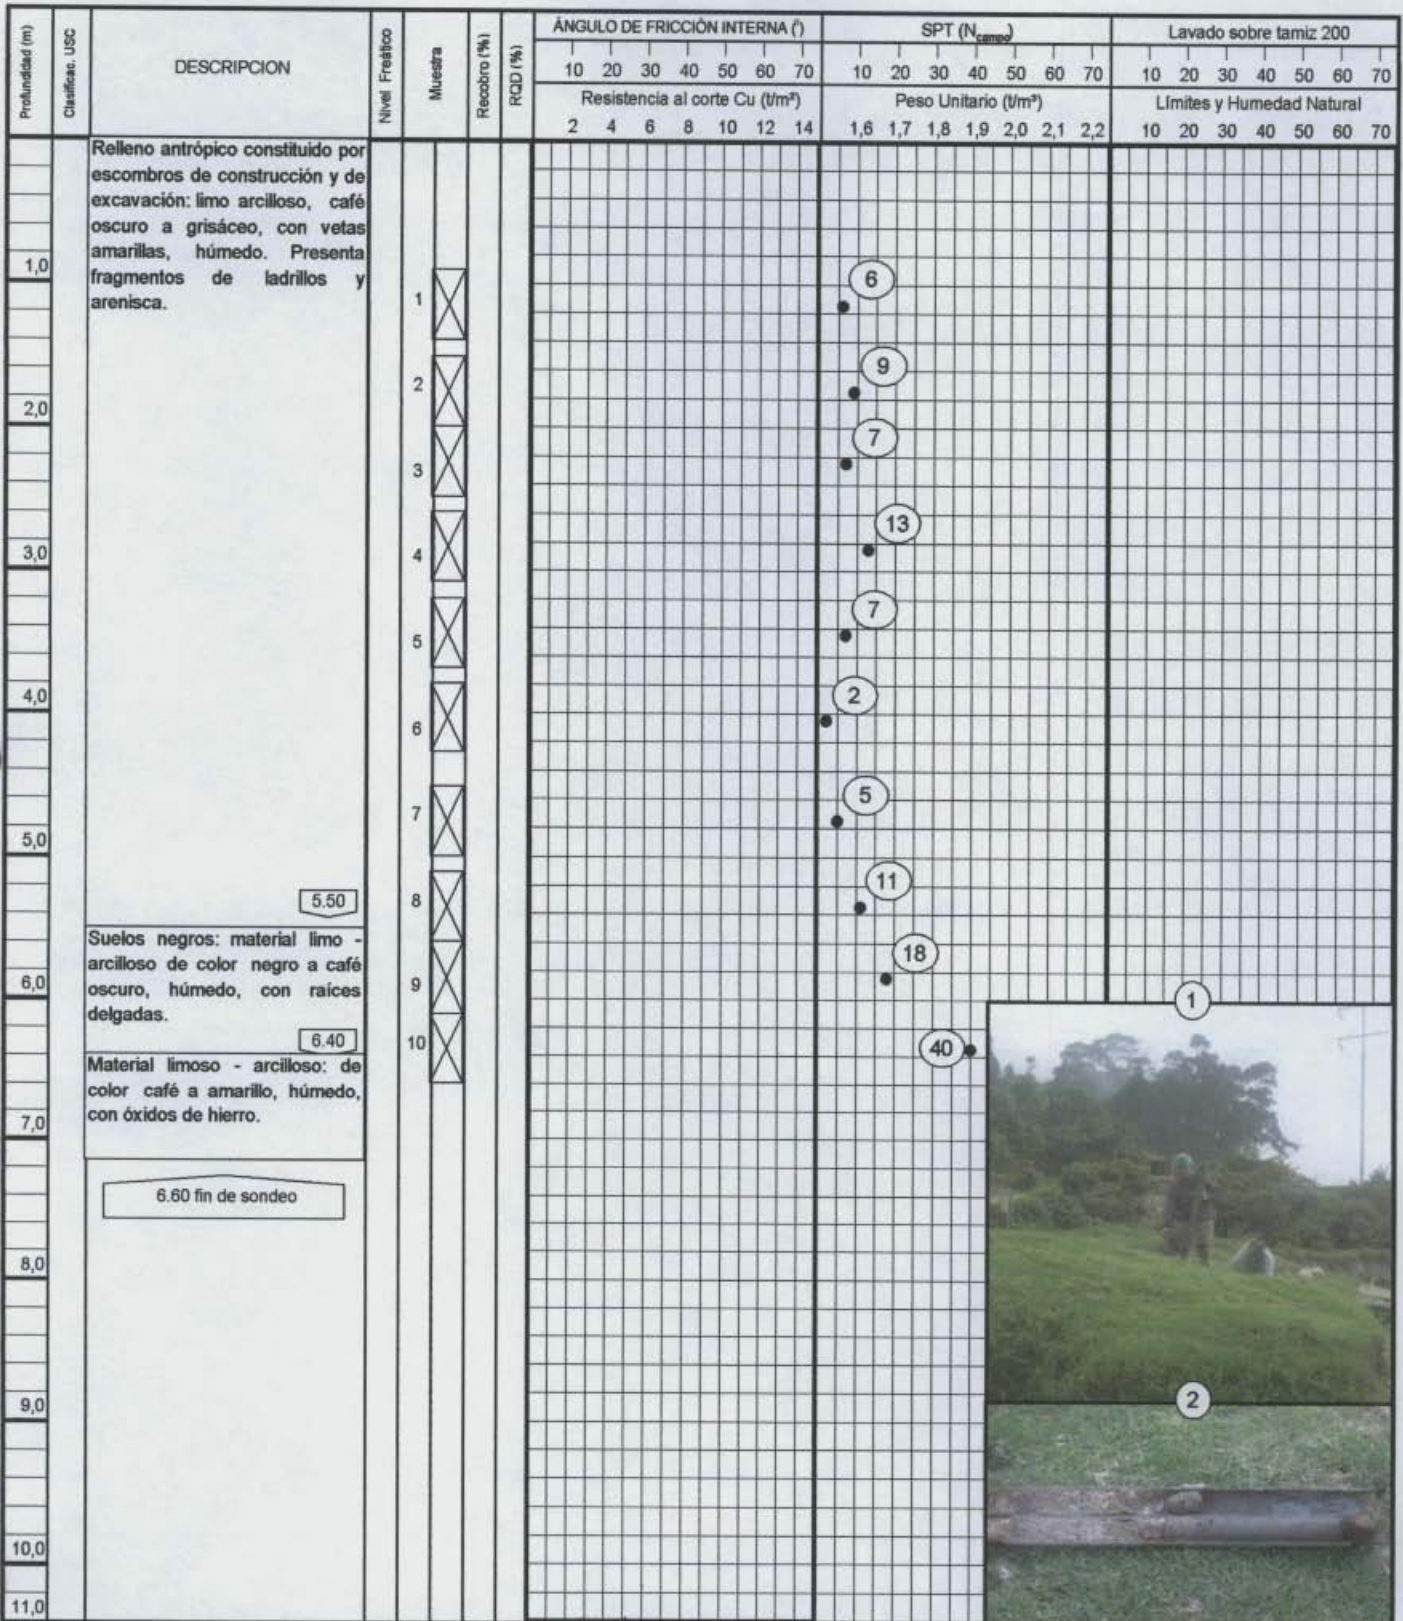 Profundidad (m)
Clasificac. USC
DESCRIPCION
Nivel Freático
Muestra
Recobro (%)
RQD (%)
ÁNGULO DE FRICCIÓN INTERNA (°)
10 20 30 40 50 60 70
Resistencia al corte Cu (t/m²)
2 4 6 8 10 12 14
SPT (Ncampo)
10 20 30 40 50 60 70
Peso Unitario (t/m³)
1,6 1,7 1,8 1,9 2,0 2,1 2,2
Lavado sobre tamiz 200
10 20 30 40 50 60 70
Límites y Humedad Natural
10 20 30 40 50 60 70
Relleno antrópico constituido por
escombros de construcción y de
excavación: limo arcilloso, café
oscuro a grisáceo, con vetas
amarillas, húmedo. Presenta
fragmentos de ladrillos y
arenisca.
5.50
Suelos negros: material limo -
arcilloso de color negro a café
oscuro, húmedo, con raíces
delgadas.
6.40
Material limoso - arcilloso: de
color café a amarillo, húmedo,
con óxidos de hierro.
6.60 fin de sondeo
1,0
2,0
3,0
4,0
5,0
6,0
7,0
8,0
9,0
10,0
11,0
1
2
3
4
5
6
7
8
9
10
6
9
7
13
7
2
5
11
18
40
1
2